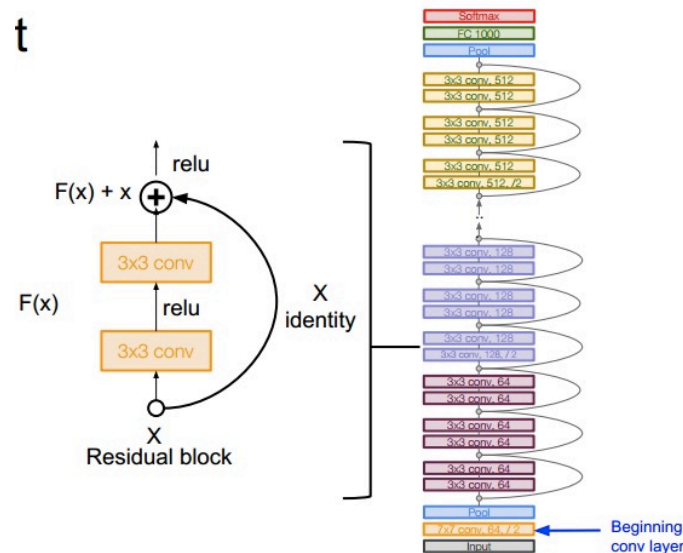 t
relu
F(x) + x
3x3 conv
F(x)
relu
3x3 conv
X
Residual block
X
identity
Softmax
FC 1000
Pool
3x3 conv, 512
3x3 conv, 512
3x3 conv, 512
3x3 conv, 512
3x3 conv, 512
3x3 conv, 512, /2
..
3x3 conv, 128
3x3 conv, 128
3x3 conv, 128
3x3 conv, 128
3x3 conv, 128
3x3 conv, 128, / 2
3x3 conv, 64
3x3 conv, 64
3x3 conv, 64
3x3 conv, 64
3x3 conv, 64
3x3 conv, 64
Pool
7x7 conv, 64, / 2
Input
Beginning
conv layer